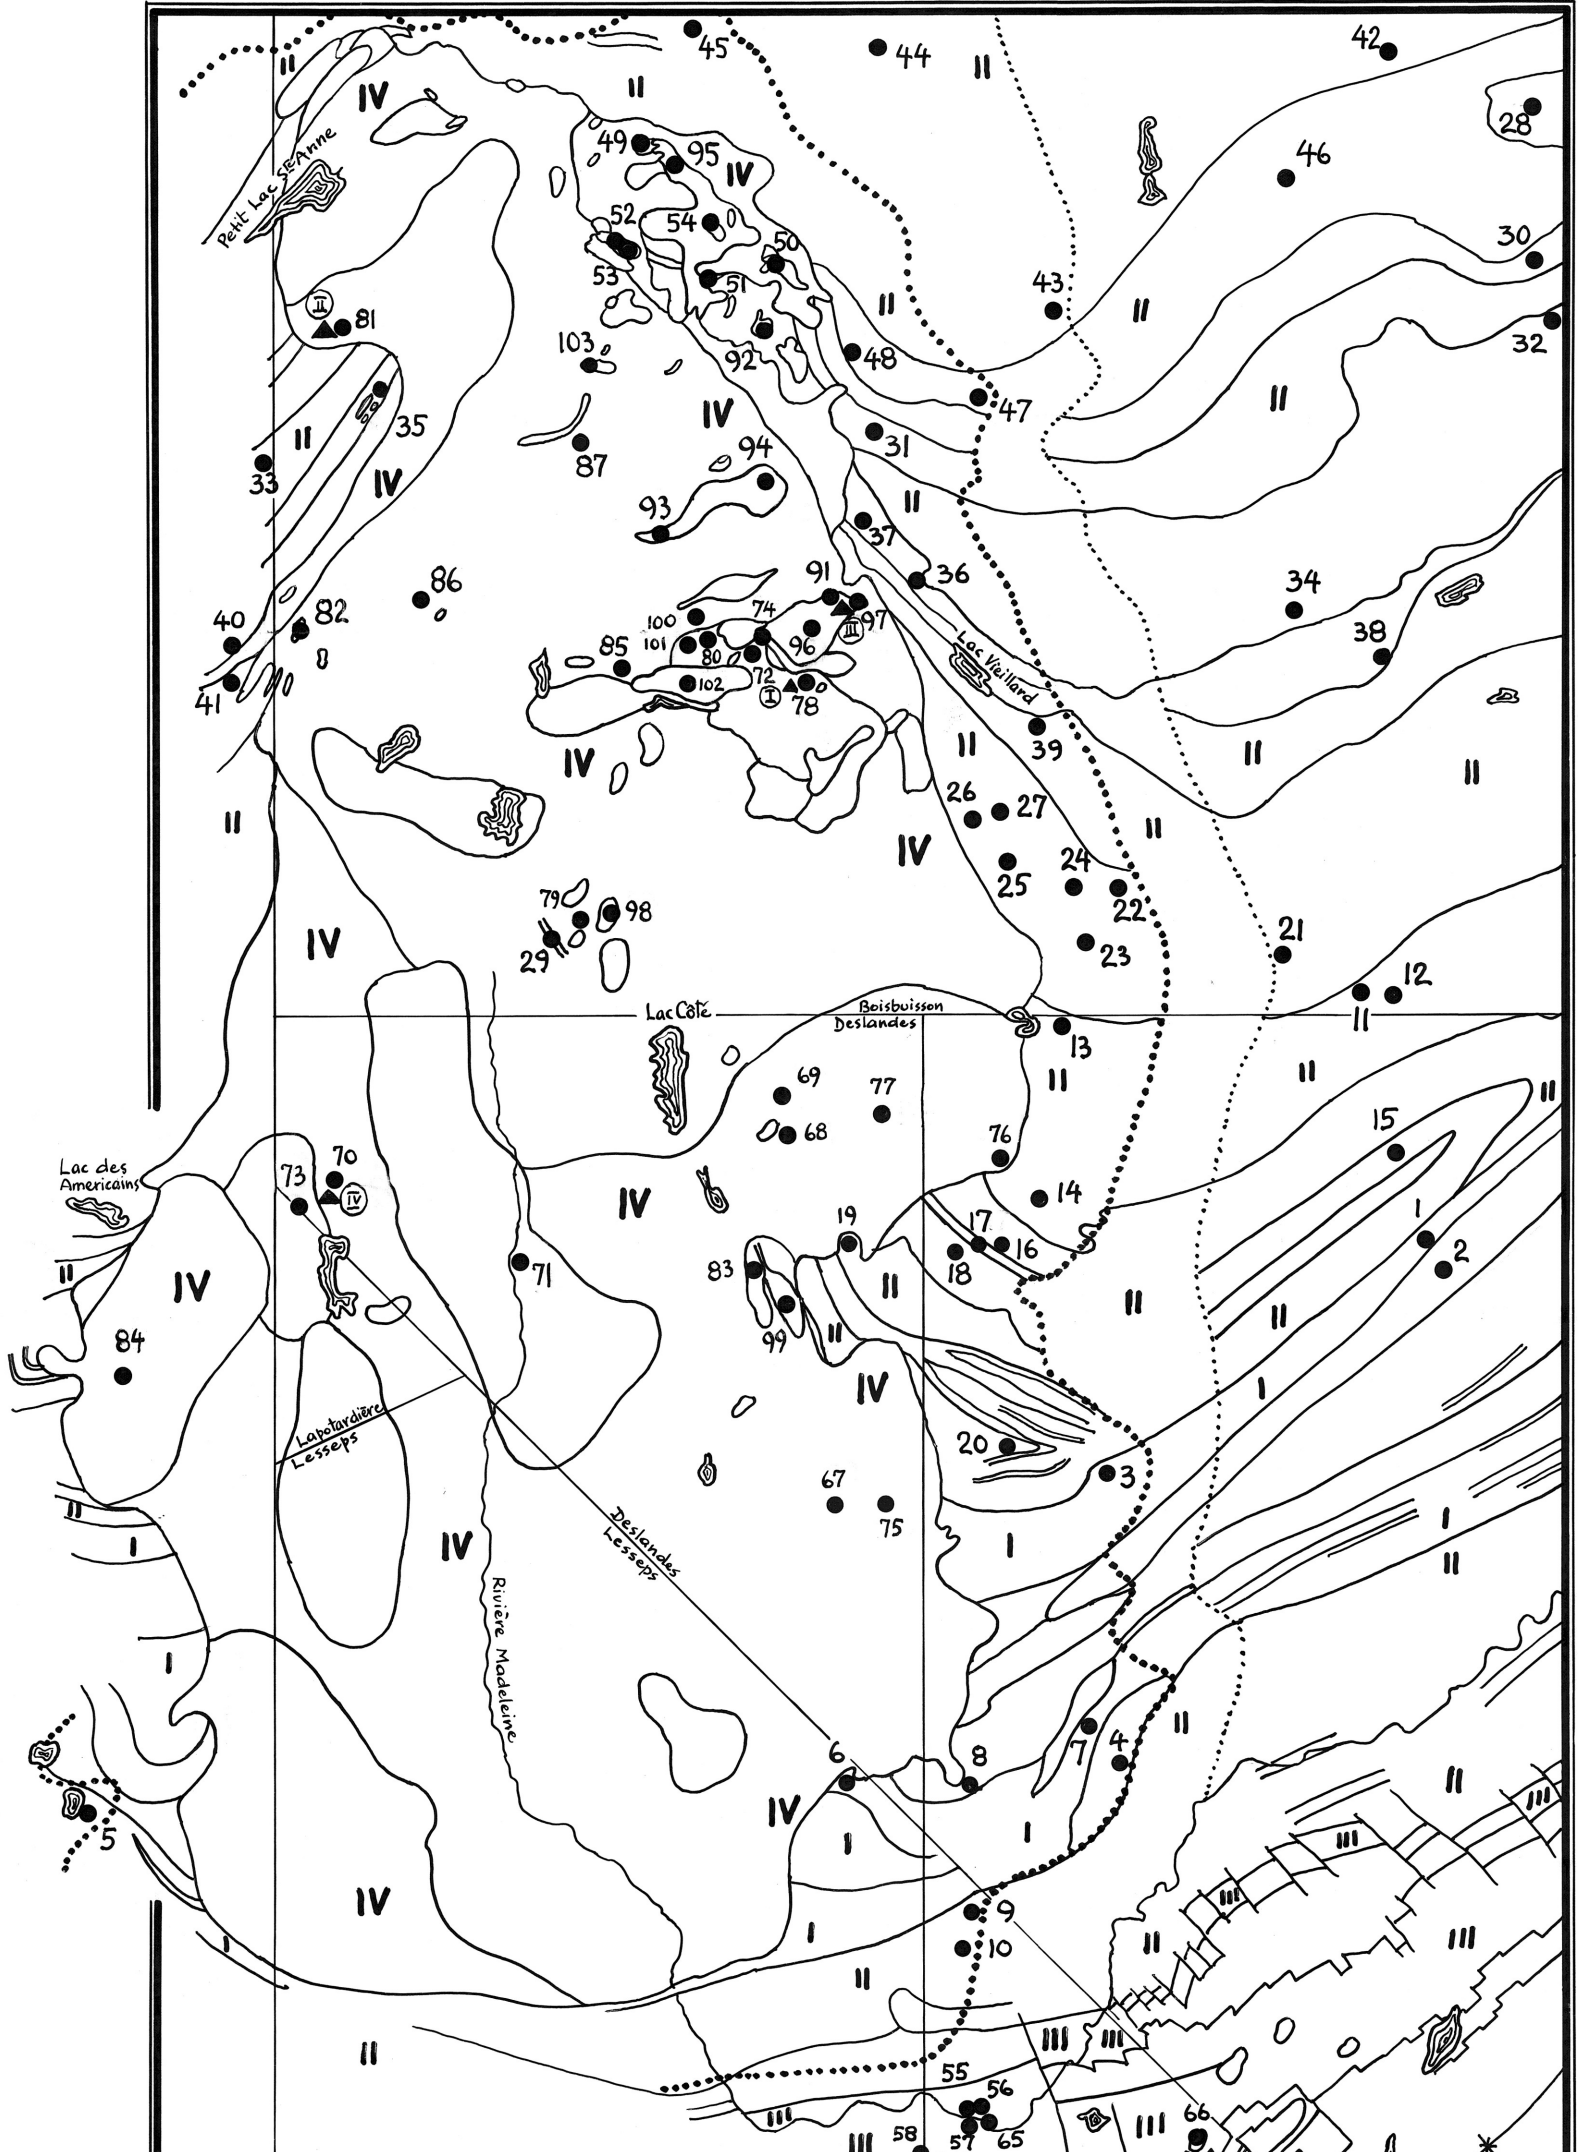 45
44
II
42
II
IV
II
28
49
95
IV
46
Petit Lac Ste Anne
52
54
50
30
53
51
43
II
81
II
II
32
103
92
48
35
II
IV
47
II
87
94
31
33
IV
II
93
37
86
91
36
34
40
82
100
74
III
97
38
101
96
85
80
72
Lac Vieillard
102
I
78
41
IV
II
39
II
II
26
27
II
II
IV
25
24
22
79
98
IV
29
23
21
12
Lac Côté
Boisbuisson
Deslandes
II
13
69
77
II
II
II
68
15
Lac des
Americains
73
70
IV
76
IV
14
1
19
17
16
2
83
71
18
II
IV
II
II
II
84
99
II
IV
I
Lapotardière
Lesseps
20
3
67
75
II
I
IV
Deslandes
Lesseps
I
I
II
Rivière Madeleine
I
7
4
II
6
8
II
III
5
IV
I
I
III
IV
III
9
I
I
10
II
III
II
II
III
III
55
56
III
57
65
III
66
58
III